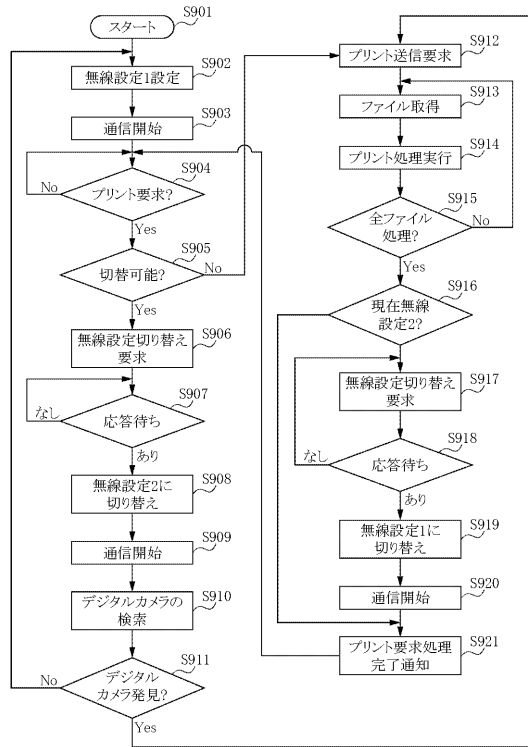 S901
スタート
S902
無線設定1設定
S903
通信開始
S904
プリント要求?
No
Yes
S905
切替可能?
No
Yes
S906
無線設定切り替え
要求
S907
応答待ち
なし
あり
S908
無線設定2に
切り替え
S909
通信開始
S910
デジタルカメラの
検索
S911
デジタル
カメラ発見?
No
Yes
S912
プリント送信要求
S913
ファイル取得
S914
プリント処理実行
S915
全ファイル
処理?
No
Yes
S916
現在無線
設定2?
S917
無線設定切り替え
要求
S918
応答待ち
なし
あり
S919
無線設定1に
切り替え
S920
通信開始
S921
プリント要求処理
完了通知